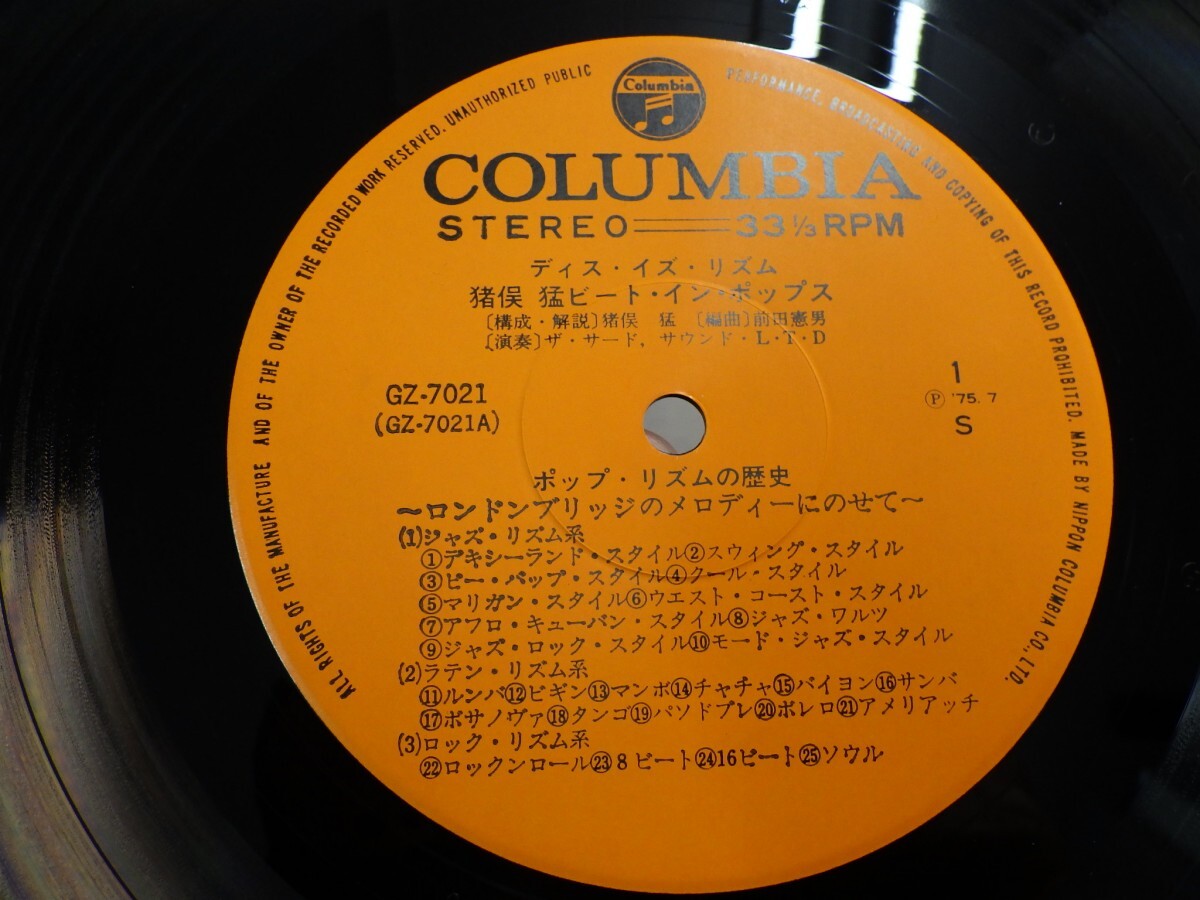 ALL RIGHTS OF THE MANUFACTURE AND OF THE OWNER OF THE RECORDED WORK RESERVED. UNAUTHORIZED PUBLIC PERFORMANCE, BROADCASTING AND COPYING OF THIS RECORD PROHIBITED. MADE BY NIPPON COLUMBIA CO., LTD.
Columbia
COLUMBIA
STEREO 33 1/3 RPM
ディス・イズ・リズム
猪俣 猛ビート・イン・ポップス
〔構成・解説〕猪俣 猛 〔編曲〕前田憲男
〔演奏〕ザ・サード, サウンド・L・T・D
GZ-7021
(GZ-7021A)
1
Ⓟ '75. 7
S
ポップ・リズムの歴史
〜ロンドンブリッジのメロディーにのせて〜
(1)ジャズ・リズム系
①デキシーランド・スタイル②スウィング・スタイル
③ビー・バップ・スタイル④クール・スタイル
⑤マリガン・スタイル⑥ウエスト・コースト・スタイル
⑦アフロ・キューバン・スタイル⑧ジャズ・ワルツ
⑨ジャズ・ロック・スタイル⑩モード・ジャズ・スタイル
(2)ラテン・リズム系
⑪ルンバ⑫ビギン⑬マンボ⑭チャチャ⑮バイヨン⑯サンバ
⑰ボサノヴァ⑱タンゴ⑲パソドブレ⑳ボレロ㉑アメリアッチ
(3)ロック・リズム系
㉒ロックンロール㉓8ビート㉔16ビート㉕ソウル